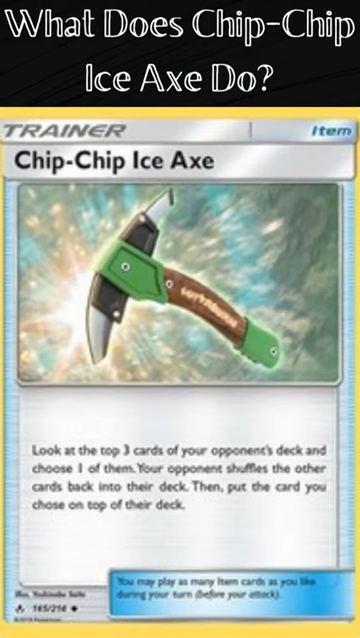 What Does Chip-Chip
Ice Axe Do?
TRAINER
Item
Chip-Chip Ice Axe
Look at the top 3 cards of your opponent's deck and
choose 1 of them. Your opponent shuffles the other
cards back into their deck. Then, put the card you
chose on top of their deck.
You may play as many Item cards as you like
during your turn (before your attack).
Illus. Yoshinobu Saito
165/214